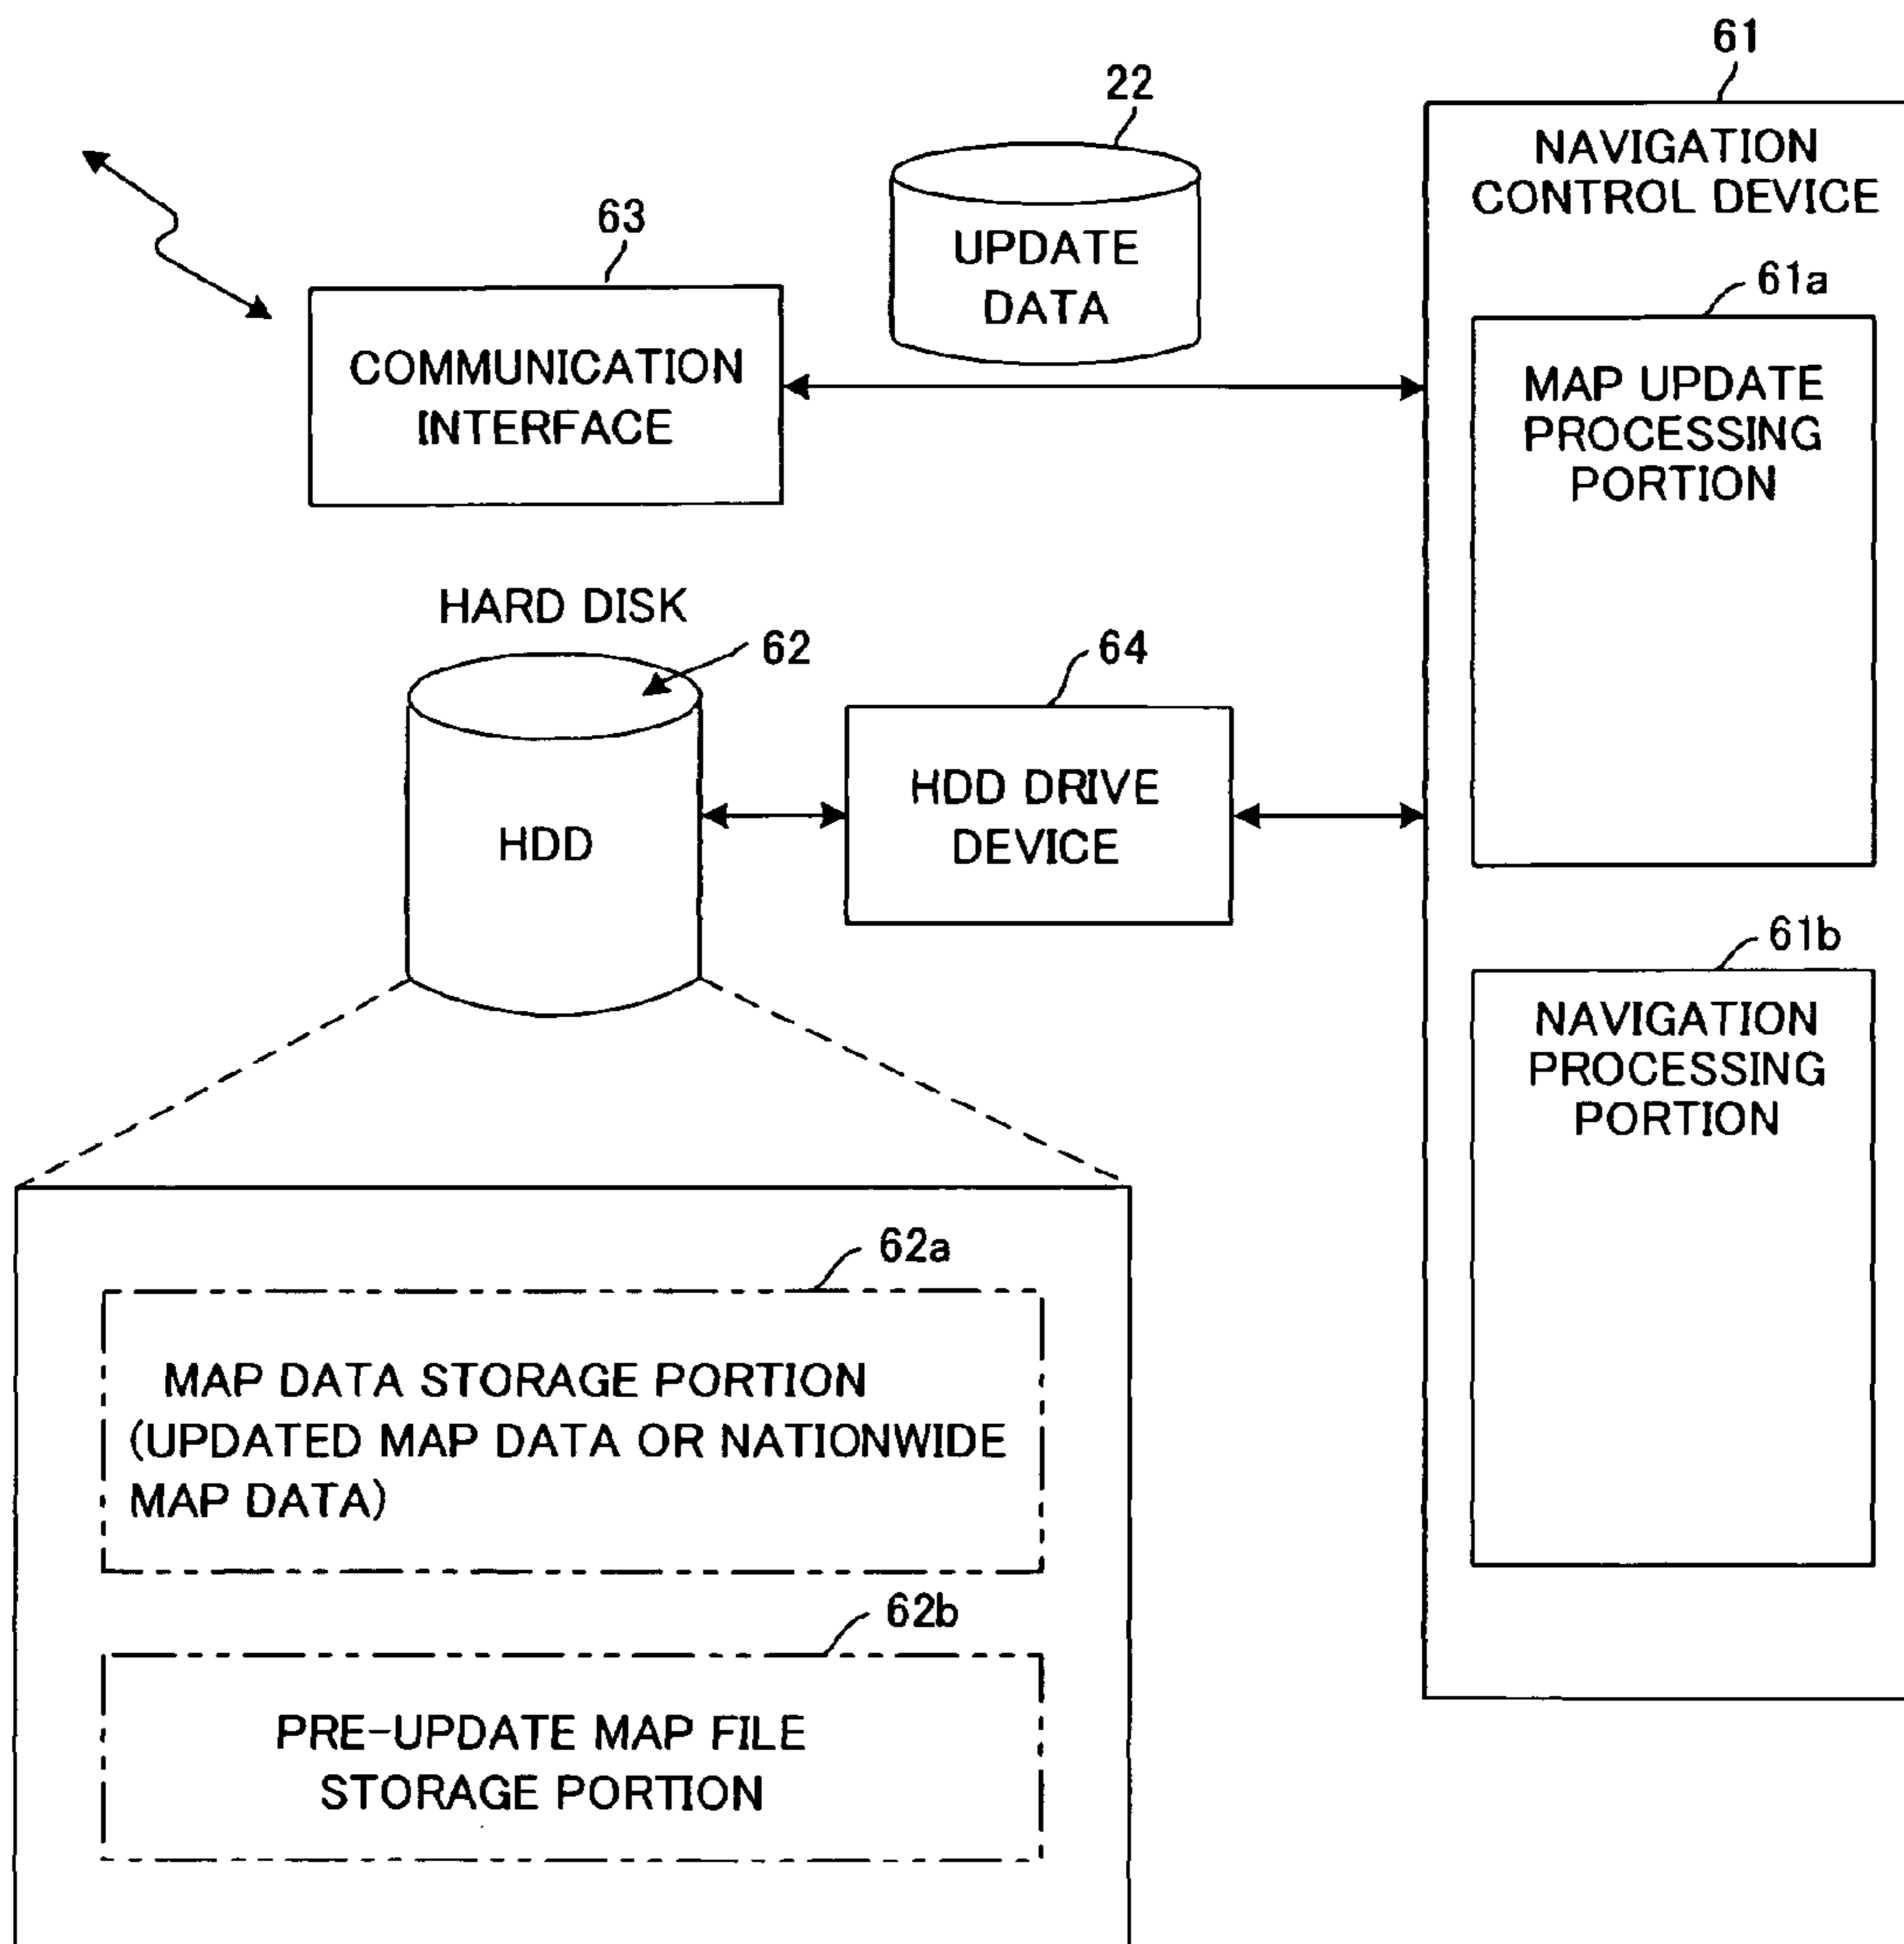 61
22
NAVIGATION
CONTROL DEVICE
63
UPDATE
DATA
61a
COMMUNICATION
INTERFACE
MAP UPDATE
PROCESSING
PORTION
HARD DISK
62
64
HDD
HDD DRIVE
DEVICE
61b
NAVIGATION
PROCESSING
PORTION
62a
MAP DATA STORAGE PORTION
(UPDATED MAP DATA OR NATIONWIDE
MAP DATA)
62b
PRE-UPDATE MAP FILE
STORAGE PORTION